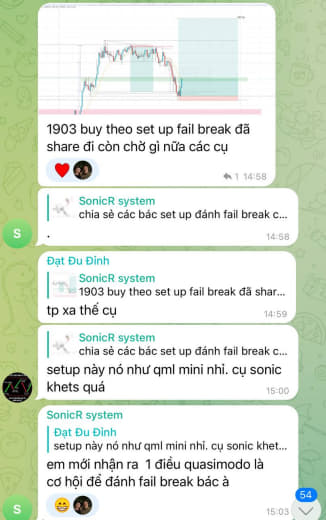 1903 buy theo set up fail break đã
share đi còn chờ gì nữa các cụ
1 14:58
SonicR system
chia sẻ các bác set up đánh fail break c...
.
14:58
S
Đạt Đu Đỉnh
SonicR system
1903 buy theo set up fail break đã shar...
tp xa thế cụ
14:59
SonicR system
chia sẻ các bác set up đánh fail break c...
setup này nó như qml mini nhỉ. cụ sonic
khets quá
15:00
SonicR system
Đạt Đu Đỉnh
setup này nó như qml mini nhỉ. cụ sonic khet...
em mới nhận ra 1 điều quasimodo là
cơ hội để đánh fail break bác à
54
S
15:03